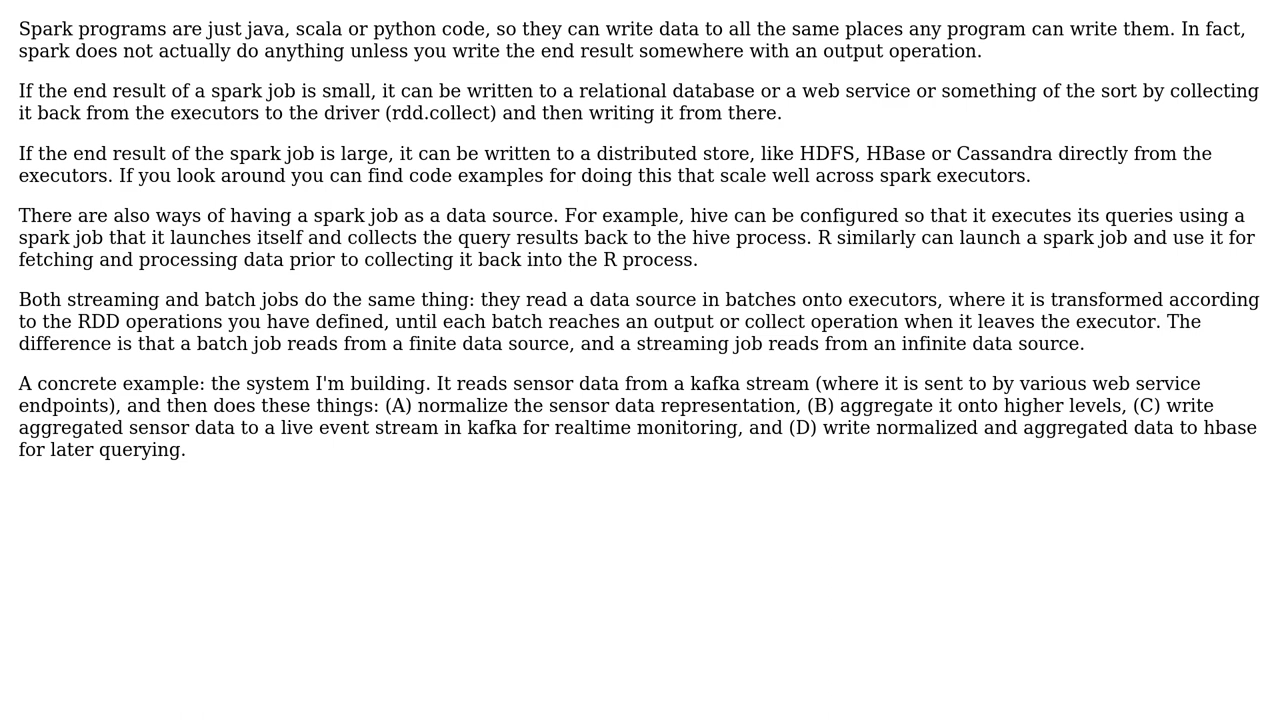 Spark programs are just java, scala or python code, so they can write data to all the same places any program can write them. In fact,
spark does not actually do anything unless you write the end result somewhere with an output operation.
If the end result of a spark job is small, it can be written to a relational database or a web service or something of the sort by collecting
it back from the executors to the driver (rdd.collect) and then writing it from there.
If the end result of the spark job is large, it can be written to a distributed store, like HDFS, HBase or Cassandra directly from the
executors. If you look around you can find code examples for doing this that scale well across spark executors.
There are also ways of having a spark job as a data source. For example, hive can be configured so that it executes its queries using a
spark job that it launches itself and collects the query results back to the hive process. R similarly can launch a spark job and use it for
fetching and processing data prior to collecting it back into the R process.
Both streaming and batch jobs do the same thing: they read a data source in batches onto executors, where it is transformed according
to the RDD operations you have defined, until each batch reaches an output or collect operation when it leaves the executor. The
difference is that a batch job reads from a finite data source, and a streaming job reads from an infinite data source.
A concrete example: the system I'm building. It reads sensor data from a kafka stream (where it is sent to by various web service
endpoints), and then does these things: (A) normalize the sensor data representation, (B) aggregate it onto higher levels, (C) write
aggregated sensor data to a live event stream in kafka for realtime monitoring, and (D) write normalized and aggregated data to hbase
for later querying.